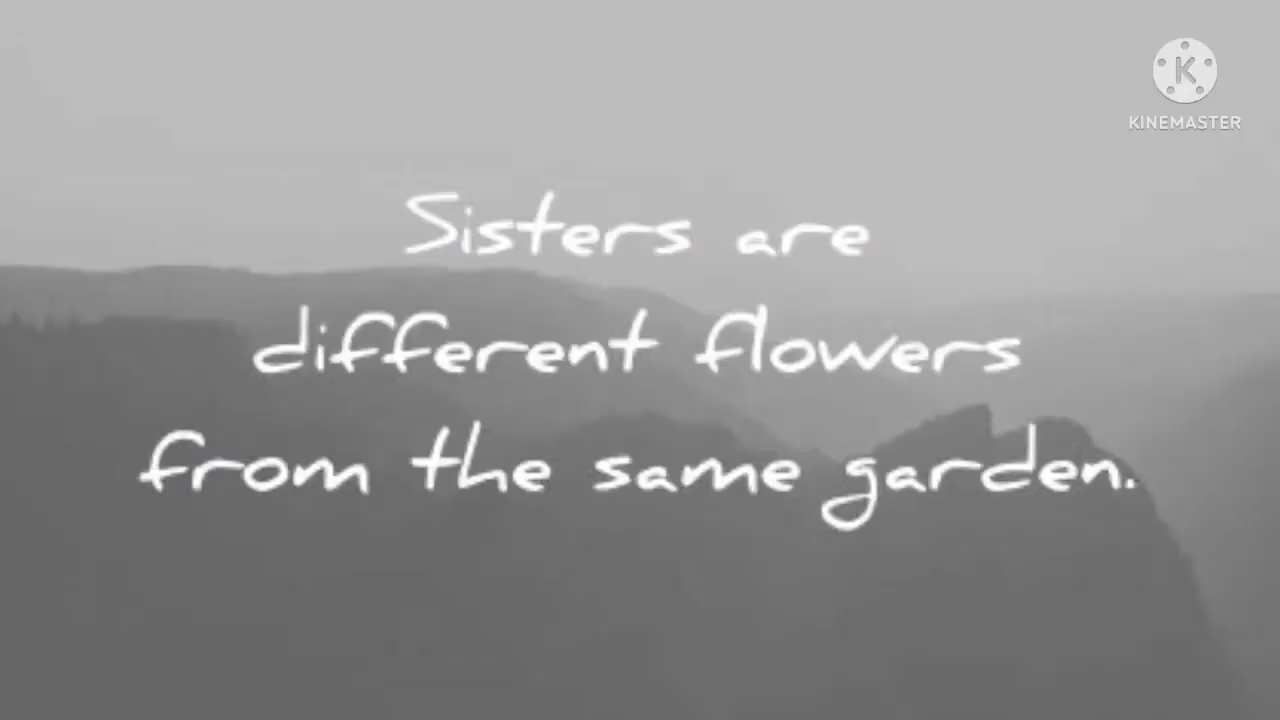 KINEMASTER
Sisters are
different flowers
from the same garden.